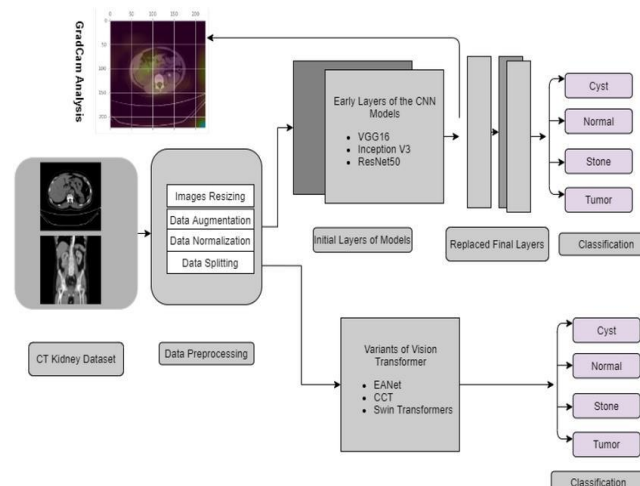 GradCam Analysis
0 50 100 150 200
0
50
100
150
200
Early Layers of the CNN
Models
• VGG16
• Inception V3
• ResNet50
Cyst
Normal
Stone
Tumor
Images Resizing
Data Augmentation
Data Normalization
Data Splitting
Initial Layers of Models
Replaced Final Layers
Classification
CT Kidney Dataset
Data Preprocessing
Variants of Vision
Transformer
• EANet
• CCT
• Swin Transformers
Cyst
Normal
Stone
Tumor
Classification